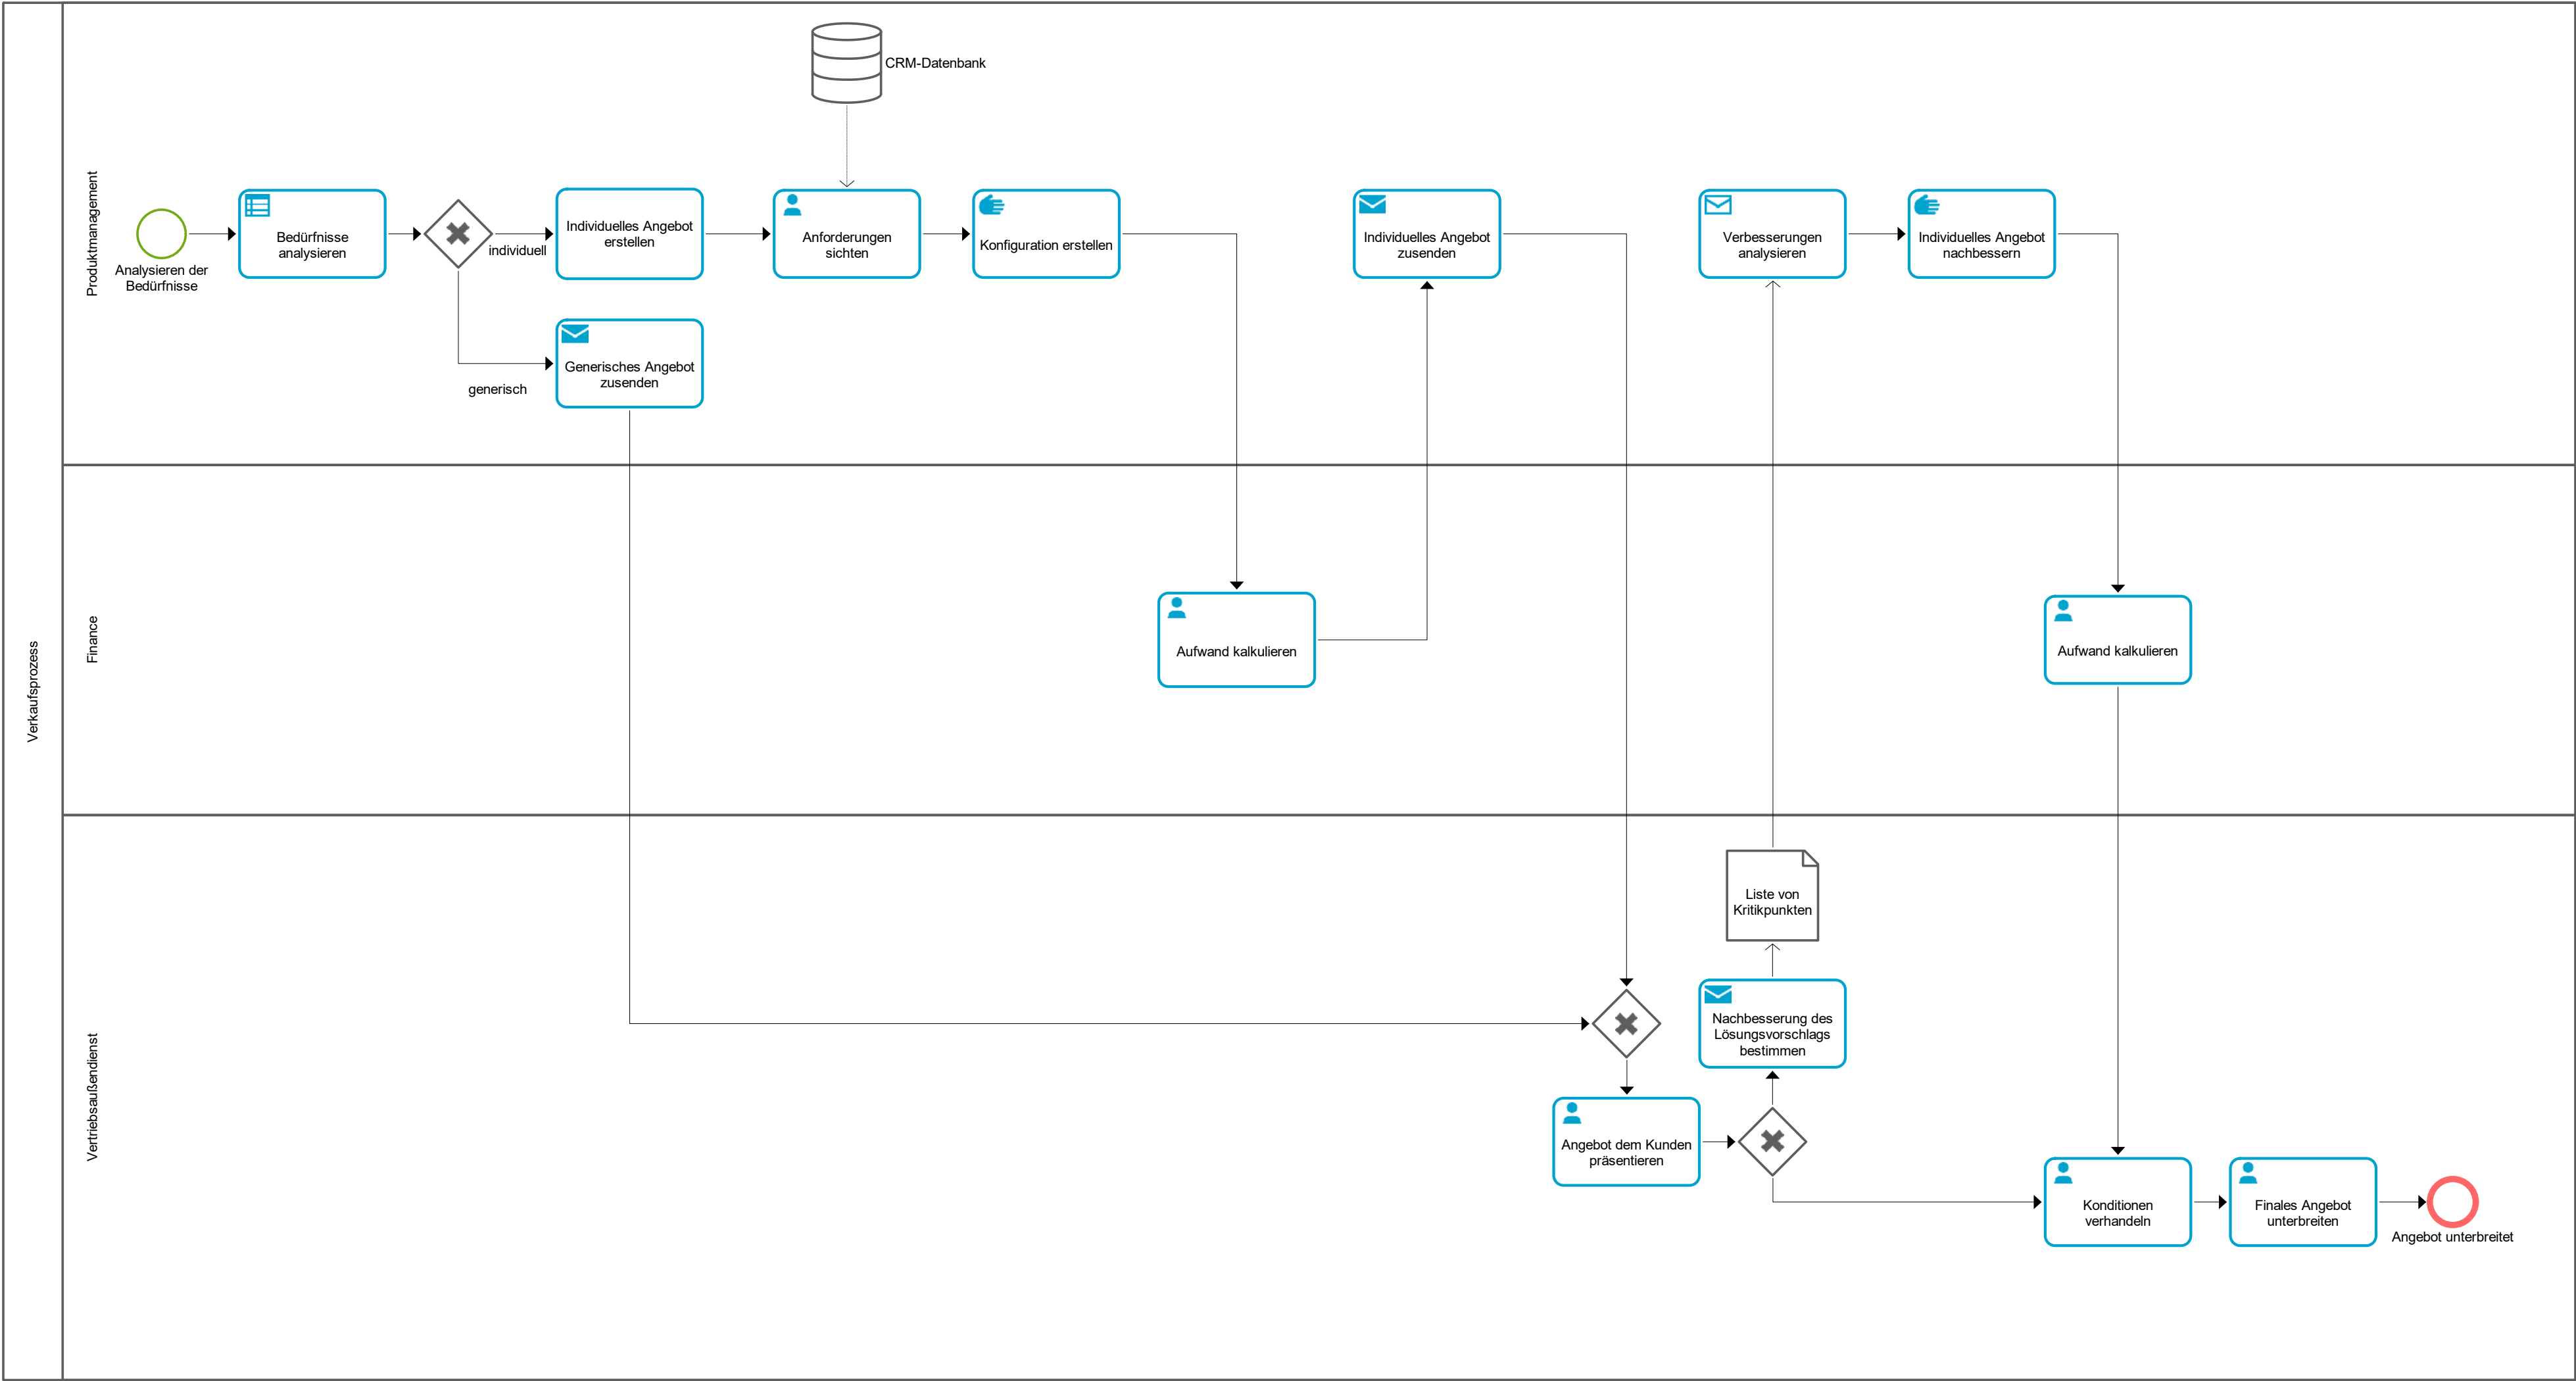 CRM-Datenbank
Verkaufsprozess
Produktmanagement
Analysieren der
Bedürfnisse
Bedürfnisse
analysieren
individuell
generisch
Individuelles Angebot
erstellen
Generisches Angebot
zusenden
Anforderungen
sichten
Konfiguration erstellen
Individuelles Angebot
zusenden
Verbesserungen
analysieren
Individuelles Angebot
nachbessern
Finance
Aufwand kalkulieren
Aufwand kalkulieren
Vertriebsaußendienst
Liste von
Kritikpunkten
Nachbesserung des
Lösungsvorschlags
bestimmen
Angebot dem Kunden
präsentieren
Konditionen
verhandeln
Finales Angebot
unterbreiten
Angebot unterbreitet